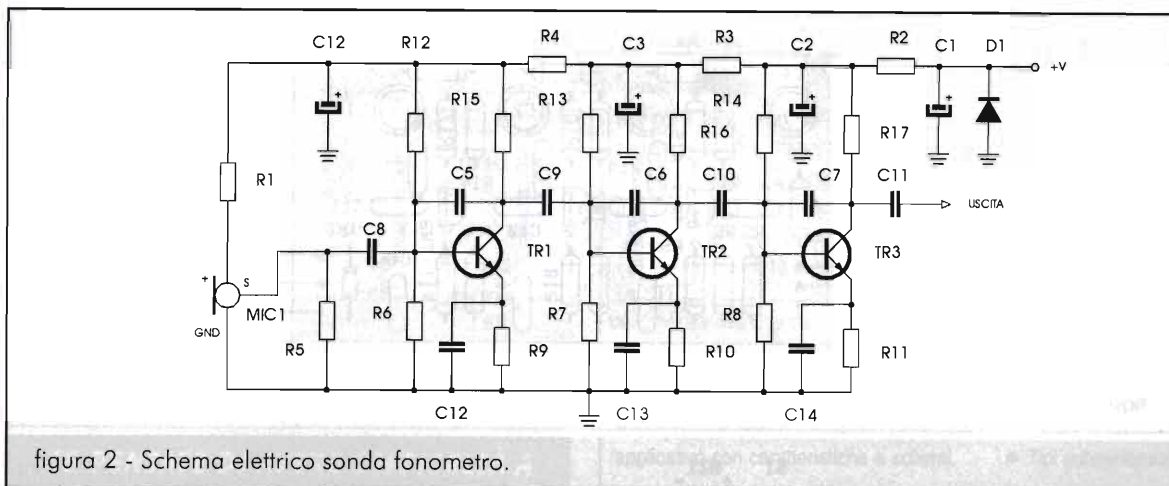 C12 R12 R4 C3 R3 C2 R2 C1 D1
+ + + + +V
R15 R13 R14 R16 R17
R1 C5 C9 C6 C10 C7 C11
USCITA
C8 TR1 TR2 TR3
+ S
MIC1 R6 R7 R8
GND
R5 R9 R10 R11
C12 C13 C14
figura 2 - Schema elettrico sonda fonometro.